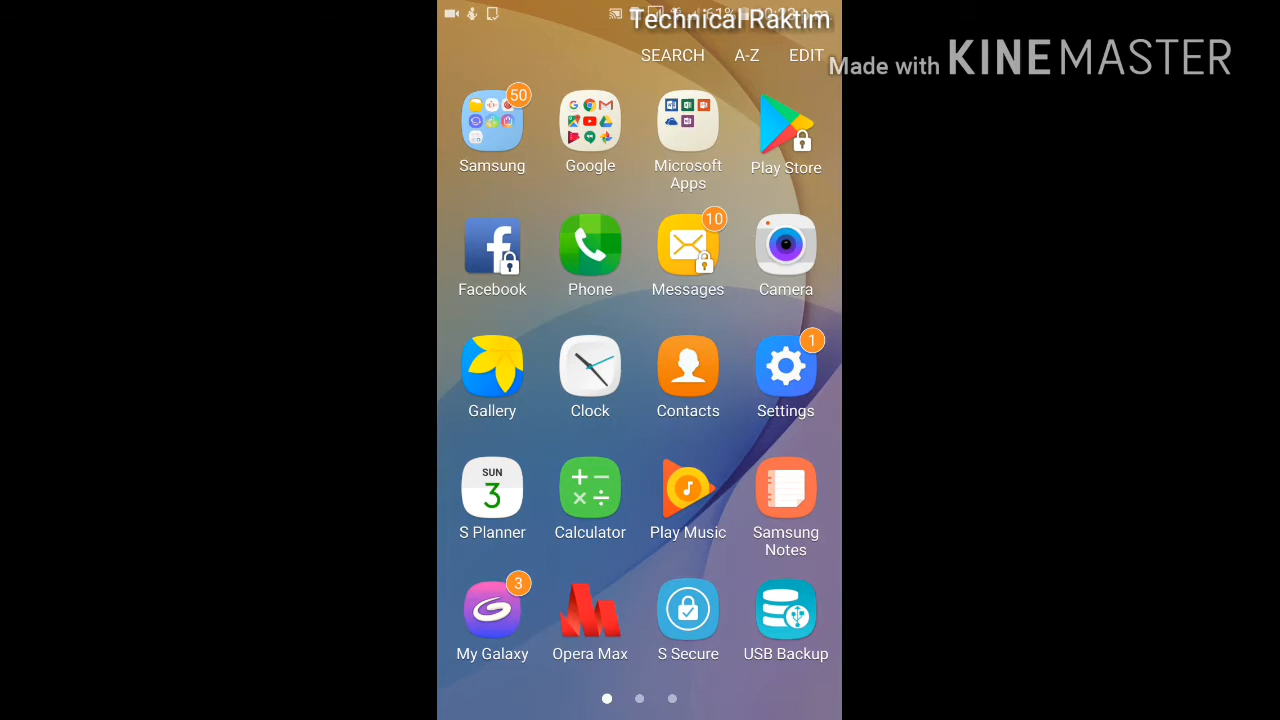 Technical Raktim
SEARCH A-Z EDIT
Made with KINEMASTER
50
Samsung Google Microsoft Apps Play Store
10
Facebook Phone Messages Camera
1
Gallery Clock Contacts Settings
SUN
3
S Planner Calculator Play Music Samsung Notes
3
My Galaxy Opera Max S Secure USB Backup